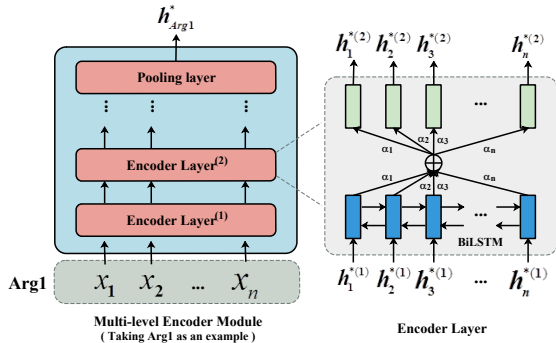 h*Arg1
Pooling layer
⋮ ⋮ ⋮
Encoder Layer(2)
Encoder Layer(1)
Arg1 x1 x2 ... xn
Multi-level Encoder Module
( Taking Arg1 as an example )
h1*(2) h2*(2) h3*(2) hn*(2)
...
α1 α2 α3 αn
α1 α2 α3 αn
... ...
BiLSTM
h1*(1) h2*(1) h3*(1) ... hn*(1)
Encoder Layer